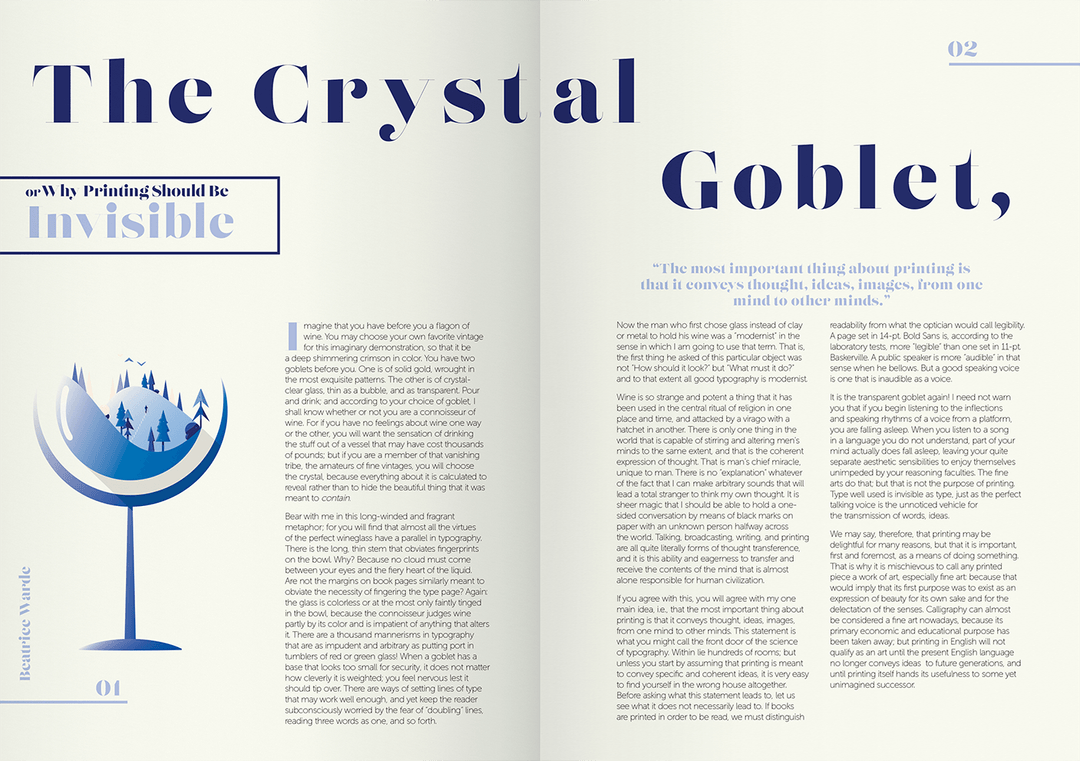 The Crystal
Goblet,
or Why Printing Should Be
Invisible
Beatrice Warde
01
Imagine that you have before you a flagon of
wine. You may choose your own favorite vintage
for this imaginary demonstration, so that it be
a deep shimmering crimson in color. You have two
goblets before you. One is of solid gold, wrought in
the most exquisite patterns. The other is of crystal-
clear glass, thin as a bubble, and as transparent. Pour
and drink; and according to your choice of goblet, I
shall know whether or not you are a connoisseur of
wine. For if you have no feelings about wine one way
or the other, you will want the sensation of drinking
the stuff out of a vessel that may have cost thousands
of pounds; but if you are a member of that vanishing
tribe, the amateurs of fine vintages, you will choose
the crystal, because everything about it is calculated to
reveal rather than to hide the beautiful thing that it was
meant to contain.
Bear with me in this long-winded and fragrant
metaphor; for you will find that almost all the virtues
of the perfect wineglass have a parallel in typography.
There is the long, thin stem that obviates fingerprints
on the bowl. Why? Because no cloud must come
between your eyes and the fiery heart of the liquid.
Are not the margins on book pages similarly meant to
obviate the necessity of fingering the type page? Again:
the glass is colorless or at the most only faintly tinged
in the bowl, because the connoisseur judges wine
partly by its color and is impatient of anything that alters
it. There are a thousand mannerisms in typography
that are as impudent and arbitrary as putting port in
tumblers of red or green glass! When a goblet has a
base that looks too small for security, it does not matter
how cleverly it is weighted; you feel nervous lest it
should tip over. There are ways of setting lines of type
that may work well enough, and yet keep the reader
subconsciously worried by the fear of "doubling" lines,
reading three words as one, and so forth.
02
“The most important thing about printing is
that it conveys thought, ideas, images, from one
mind to other minds.”
Now the man who first chose glass instead of clay
or metal to hold his wine was a "modernist" in the
sense in which I am going to use that term. That is,
the first thing he asked of this particular object was
not "How should it look?" but "What must it do?"
and to that extent all good typography is modernist.
Wine is so strange and potent a thing that it has
been used in the central ritual of religion in one
place and time, and attacked by a virago with a
hatchet in another. There is only one thing in the
world that is capable of stirring and altering men's
minds to the same extent, and that is the coherent
expression of thought. That is man's chief miracle,
unique to man. There is no "explanation" whatever
of the fact that I can make arbitrary sounds that will
lead a total stranger to think my own thought. It is
sheer magic that I should be able to hold a one-
sided conversation by means of black marks on
paper with an unknown person halfway across
the world. Talking, broadcasting, writing, and printing
are all quite literally forms of thought transference,
and it is this ability and eagerness to transfer and
receive the contents of the mind that is almost
alone responsible for human civilization.
If you agree with this, you will agree with my one
main idea, i.e., that the most important thing about
printing is that it conveys thought, ideas, images,
from one mind to other minds. This statement is
what you might call the front door of the science
of typography. Within lie hundreds of rooms; but
unless you start by assuming that printing is meant
to convey specific and coherent ideas, it is very easy
to find yourself in the wrong house altogether.
Before asking what this statement leads to, let us
see what it does not necessarily lead to. If books
are printed in order to be read, we must distinguish
readability from what the optician would call legibility.
A page set in 14-pt. Bold Sans is, according to the
laboratory tests, more "legible" than one set in 11-pt.
Baskerville. A public speaker is more "audible" in that
sense when he bellows. But a good speaking voice
is one that is inaudible as a voice.
It is the transparent goblet again! I need not warn
you that if you begin listening to the inflections
and speaking rhythms of a voice from a platform,
you are falling asleep. When you listen to a song
in a language you do not understand, part of your
mind actually does fall asleep, leaving your quite
separate aesthetic sensibilities to enjoy themselves
unimpeded by your reasoning faculties. The fine
arts do that; but that is not the purpose of printing.
Type well used is invisible as type, just as the perfect
talking voice is the unnoticed vehicle for
the transmission of words, ideas.
We may say, therefore, that printing may be
delightful for many reasons, but that it is important,
first and foremost, as a means of doing something.
That is why it is mischievous to call any printed
piece a work of art, especially fine art: because that
would imply that its first purpose was to exist as an
expression of beauty for its own sake and for the
delectation of the senses. Calligraphy can almost
be considered a fine art nowadays, because its
primary economic and educational purpose has
been taken away; but printing in English will not
qualify as an art until the present English language
no longer conveys ideas to future generations, and
until printing itself hands its usefulness to some yet
unimagined successor.